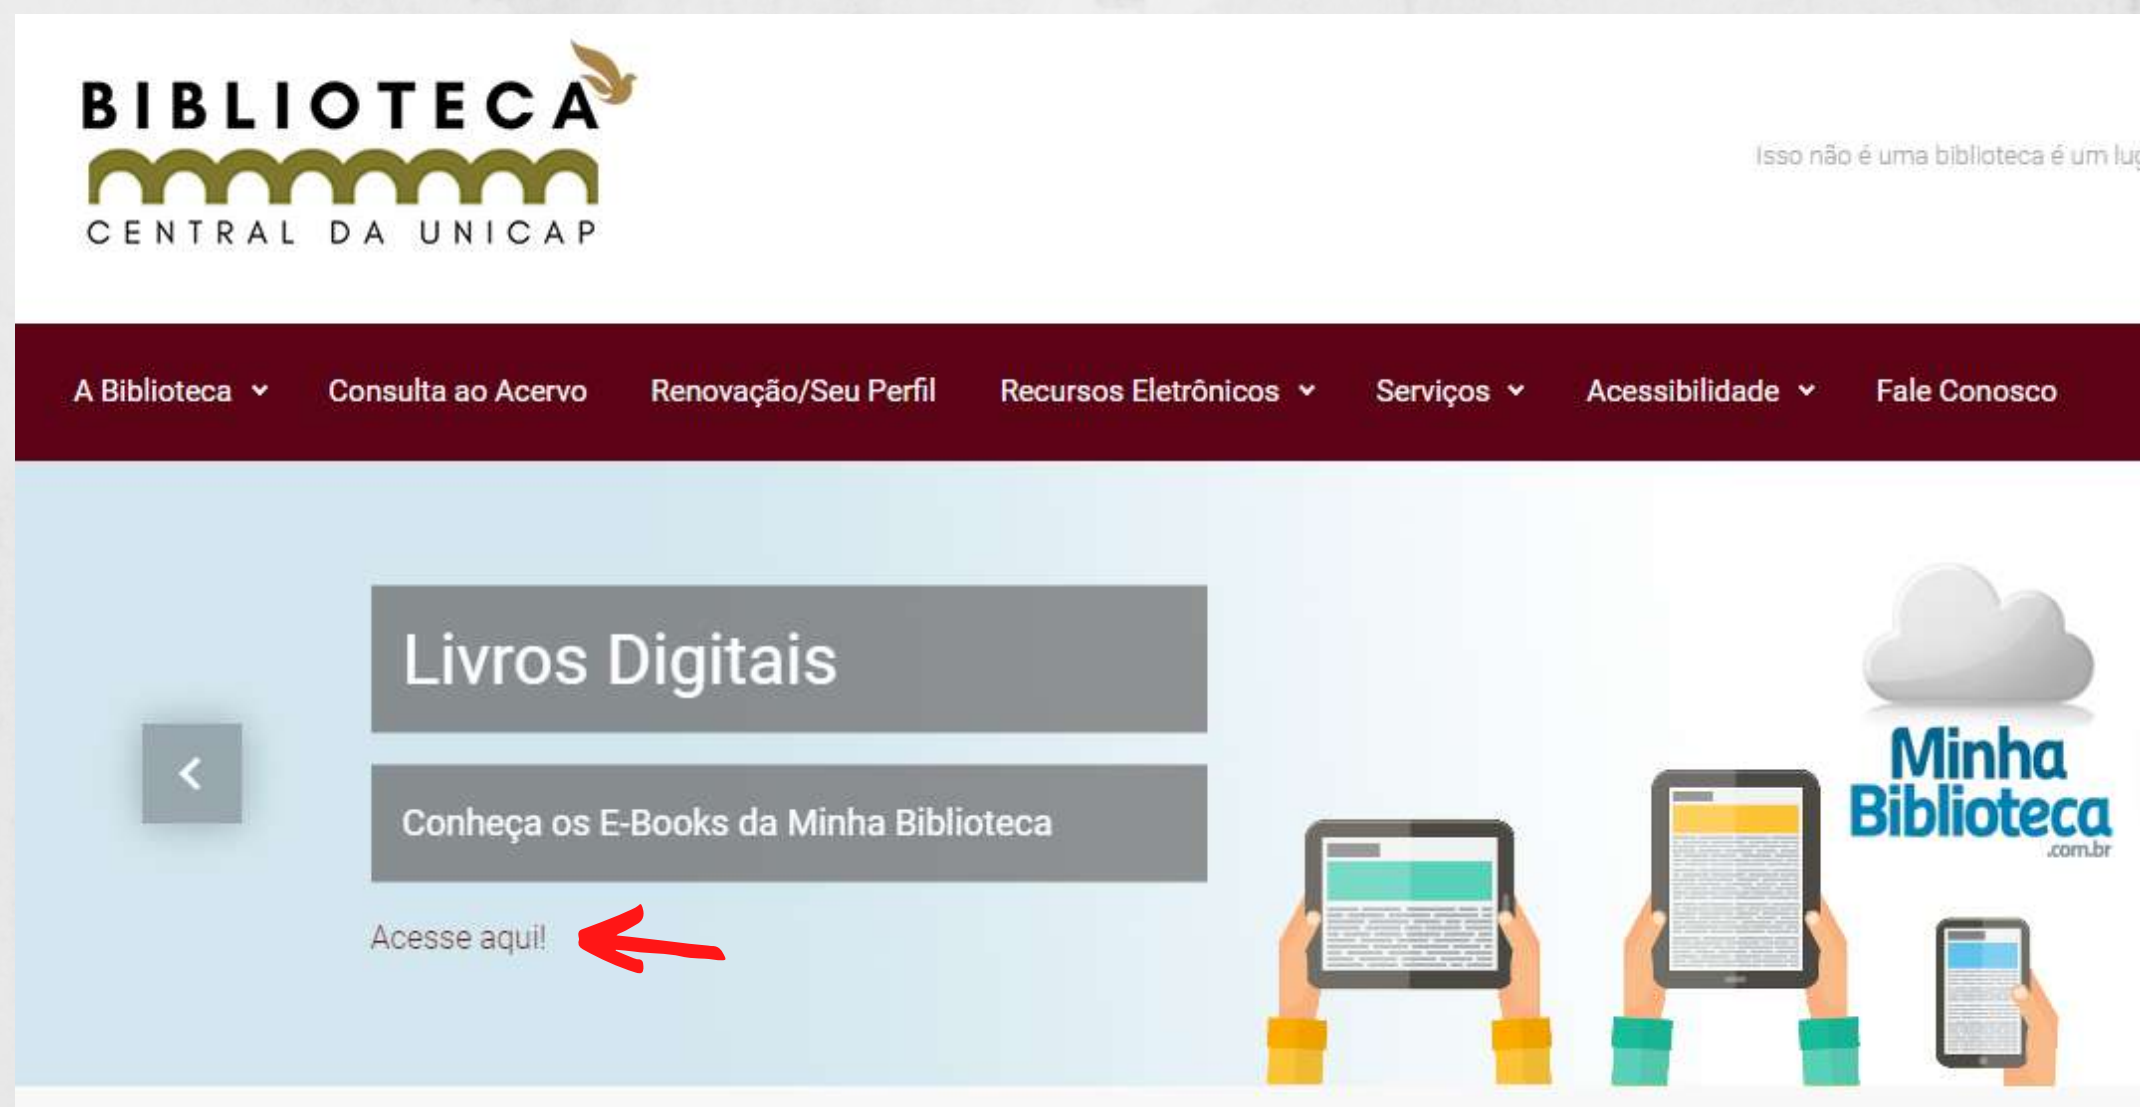 BIBLIOTECA
CENTRAL DA UNICAP
Isso não é uma biblioteca é um
A Biblioteca Consulta ao Acervo Renovação/Seu Perfil Recursos Eletrônicos Serviços Acessibilidade Fale Conosco
Livros Digitais
Conheça os E-Books da Minha Biblioteca
Acesse aqui!
Minha
Biblioteca
.com.br